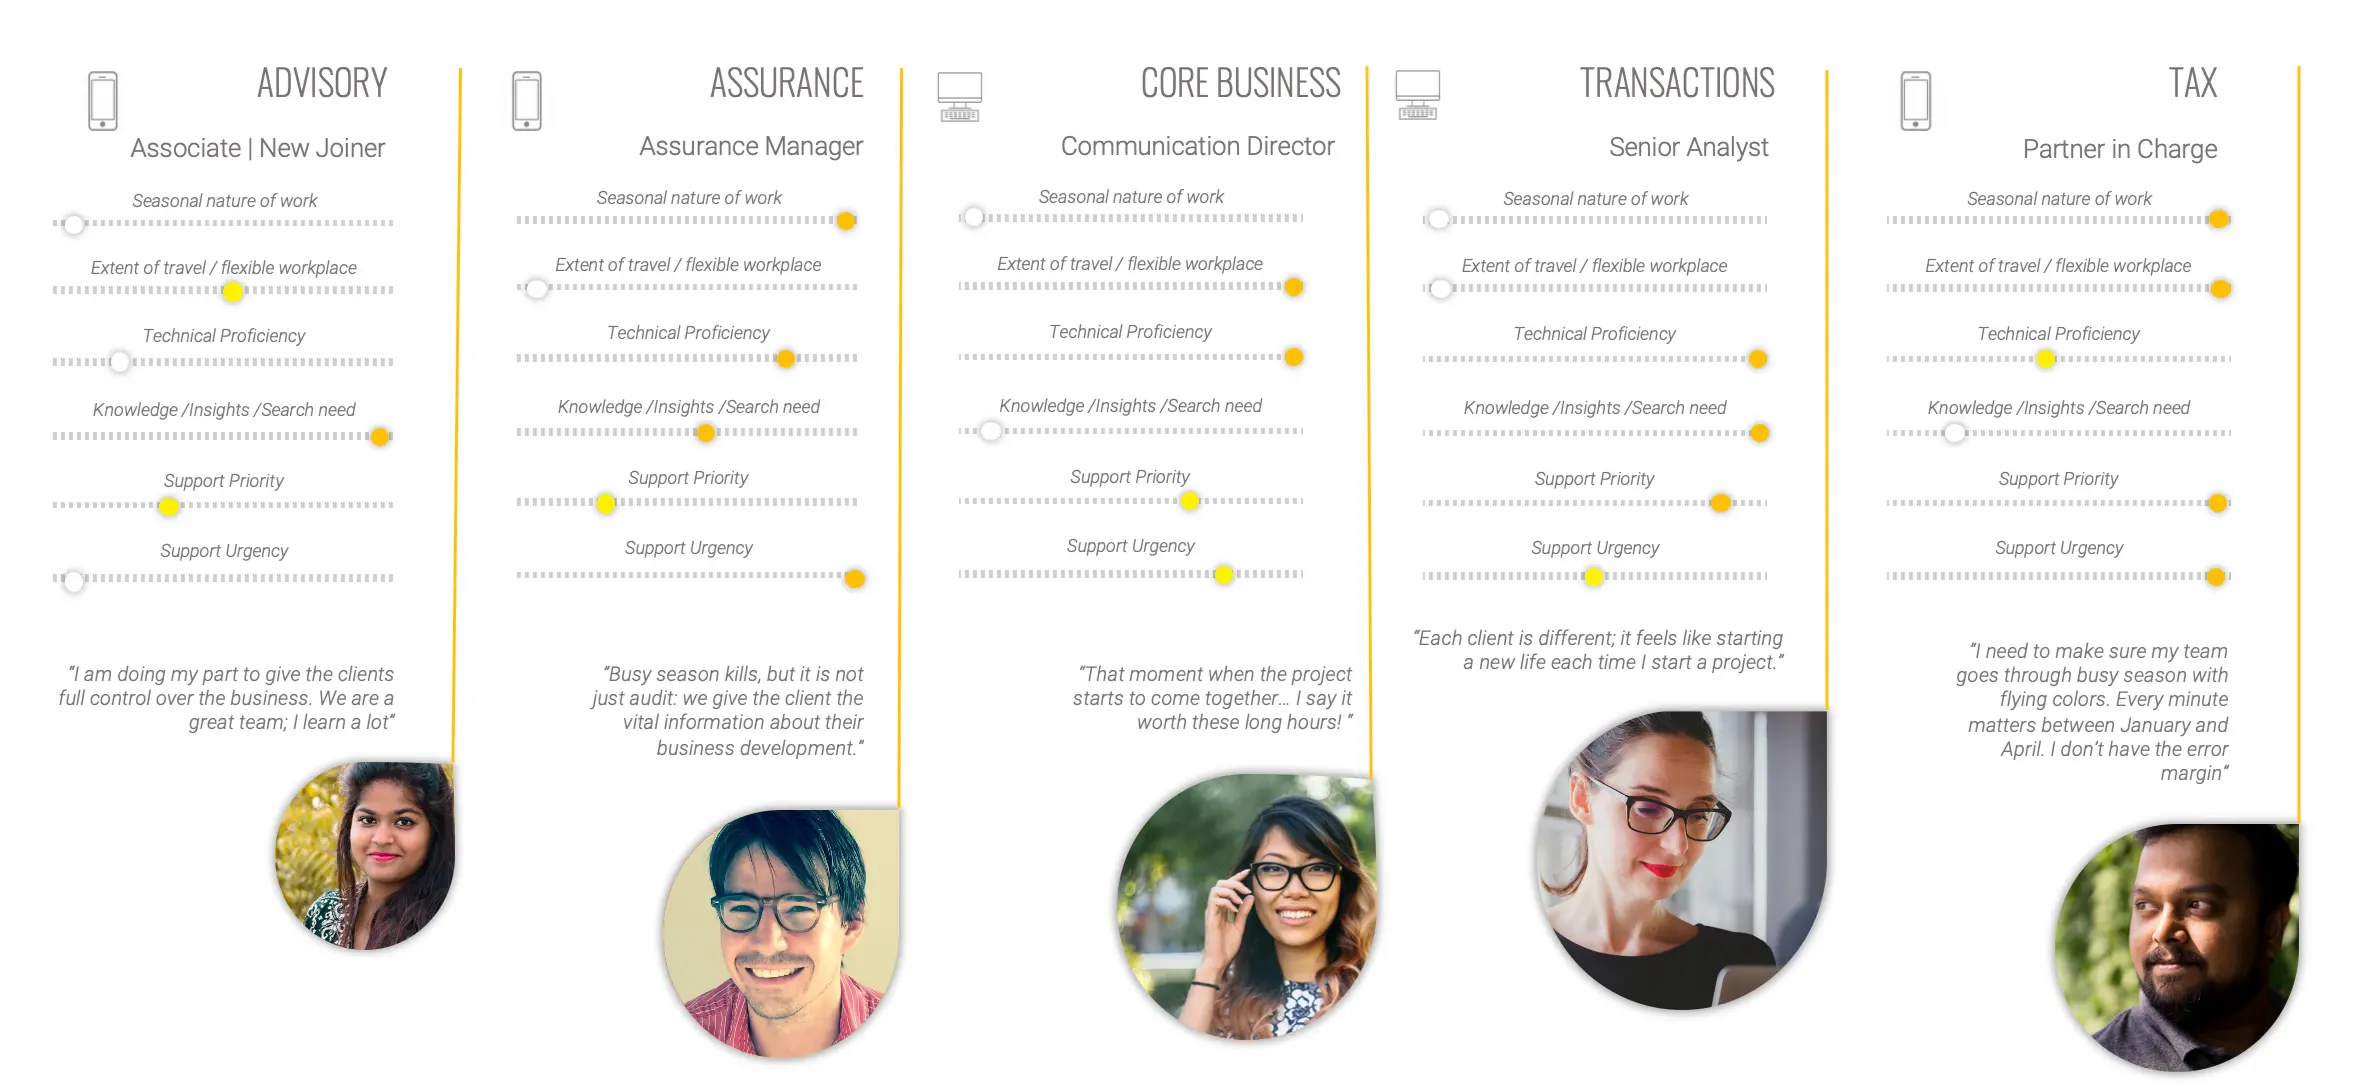 ADVISORY
Associate | New Joiner
Seasonal nature of work
Extent of travel / flexible workplace
Technical Proficiency
Knowledge /Insights /Search need
Support Priority
Support Urgency
"I am doing my part to give the clients
full control over the business. We are a
great team; I learn a lot"
ASSURANCE
Assurance Manager
Seasonal nature of work
Extent of travel / flexible workplace
Technical Proficiency
Knowledge /Insights /Search need
Support Priority
Support Urgency
"Busy season kills, but it is not
just audit: we give the client the
vital information about their
business development."
CORE BUSINESS
Communication Director
Seasonal nature of work
Extent of travel / flexible workplace
Technical Proficiency
Knowledge /Insights /Search need
Support Priority
Support Urgency
"That moment when the project
starts to come together... I say it
worth these long hours! "
TRANSACTIONS
Senior Analyst
Seasonal nature of work
Extent of travel / flexible workplace
Technical Proficiency
Knowledge /Insights /Search need
Support Priority
Support Urgency
"Each client is different; it feels like starting
a new life each time I start a project."
TAX
Partner in Charge
Seasonal nature of work
Extent of travel / flexible workplace
Technical Proficiency
Knowledge /Insights /Search need
Support Priority
Support Urgency
"I need to make sure my team
goes through busy season with
flying colors. Every minute
matters between January and
April. I don't have the error
margin"